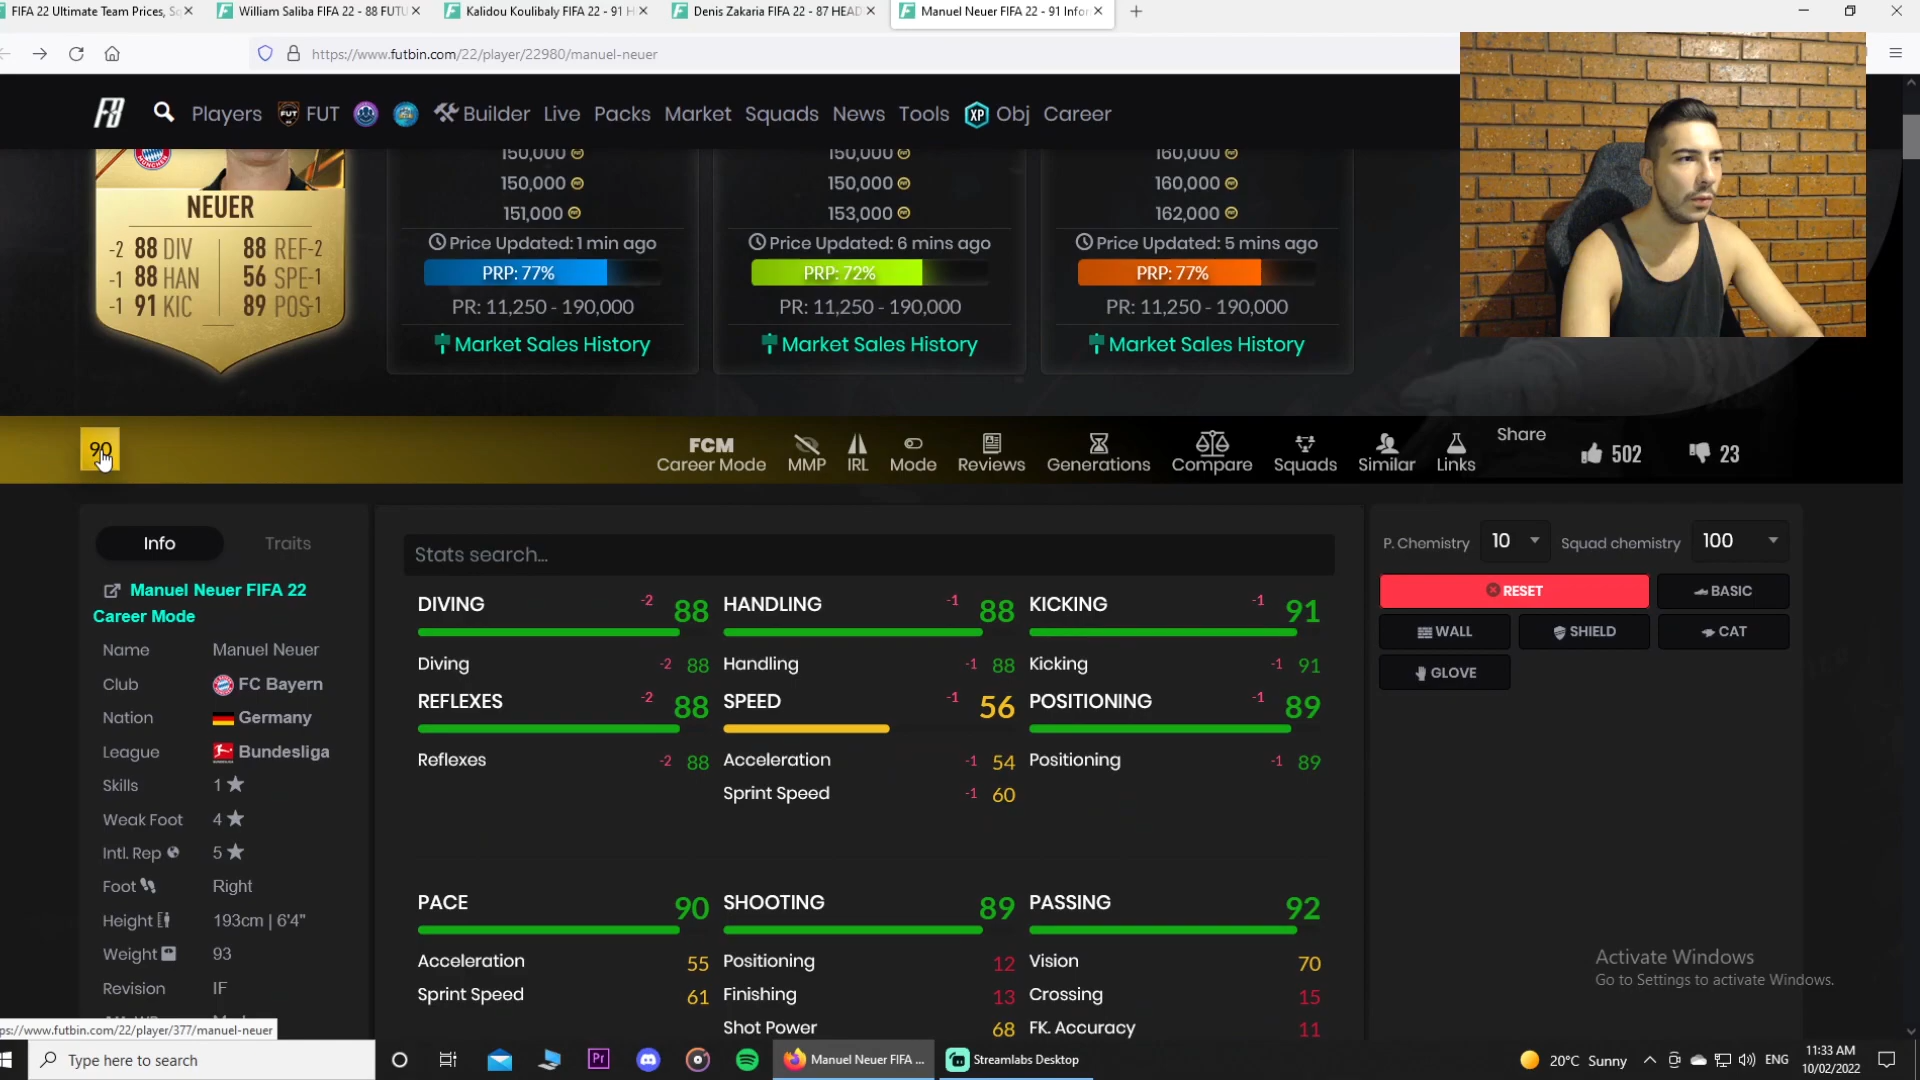 FIFA 22 Ultimate Team Prices, Sq
William Saliba FIFA 22 - 88 FUTU
Kalidou Koulibaly FIFA 22 - 91 H
Denis Zakaria FIFA 22 - 87 HEAD
Manuel Neuer FIFA 22 - 91 Info
https://www.futbin.com/22/player/22980/manuel-neuer
Players FUT Builder Live Packs Market Squads News Tools XP Obj Career
150,000 150,000 160,000
150,000 150,000 160,000
151,000 153,000 162,000
NEUER
-2 88 DIV 88 REF-2
-1 88 HAN 56 SPE-1
-1 91 KIC 89 POS-1
Price Updated: 1 min ago Price Updated: 6 mins ago Price Updated: 5 mins ago
PRP: 77% PRP: 72% PRP: 77%
PR: 11,250 - 190,000 PR: 11,250 - 190,000 PR: 11,250 - 190,000
Market Sales History Market Sales History Market Sales History
90
FCM
Career Mode MMP IRL Mode Reviews Generations Compare Squads Similar Links
Share
502 23
Info Traits
Manuel Neuer FIFA 22
Career Mode
Name Manuel Neuer
Club FC Bayern
Nation Germany
League Bundesliga
Skills 1
Weak Foot 4
Intl. Rep 5
Foot Right
Height 193cm | 6'4"
Weight 93
Revision IF
Stats search...
DIVING -2 88 HANDLING -1 88 KICKING -1 91
Diving -2 88 Handling -1 88 Kicking -1 91
REFLEXES -2 88 SPEED -1 56 POSITIONING -1 89
Reflexes -2 88 Acceleration -1 54 Positioning -1 89
Sprint Speed -1 60
PACE 90 SHOOTING 89 PASSING 92
Acceleration 55 Positioning 12 Vision 70
Sprint Speed 61 Finishing 13 Crossing 15
Shot Power 68 FK. Accuracy 11
P. Chemistry 10 Squad chemistry 100
RESET BASIC
WALL SHIELD CAT
GLOVE
Activate Windows
Go to Settings to activate Windows.
ps://www.futbin.com/22/player/377/manuel-neuer
Type here to search
Pr
Manuel Neuer FIFA ...
Streamlabs Desktop
20°C Sunny
ENG
11:33 AM
10/02/2022